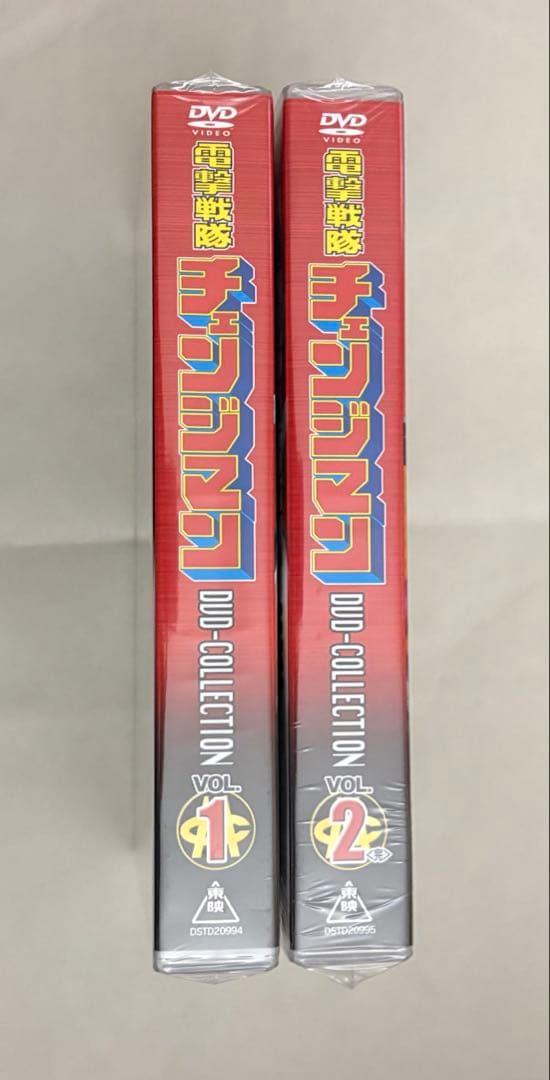 DVD
VIDEO
電撃戦隊
チェンジマン
DVD-COLLECTION
VOL.
1
東映
DSTD20994
DVD
VIDEO
電撃戦隊
チェンジマン
DVD-COLLECTION
VOL.
2
<完>
東映
DSTD20995